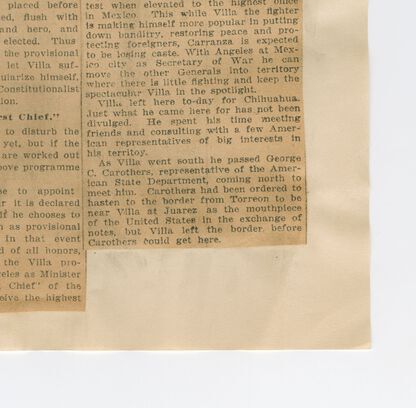 placed before
, flush with
and hero, and
elected. Thus
the provisional
let Villa suf-
ularize himself.
Constitutionalist
ion.
rst Chief."
to disturb the
yet, but if the
are worked out
ove programme
se to appoint
r it is declared
if he chooses to
n as provisional
In that event
d of all honors,
the Villa pro-
eles as Minister
Chief" of the
eive the highest
test when elevated to the highest office
in Mexico. This while Villa the fighter
is making himself more popular in putting
down banditry, restoring peace and pro-
tecting foreigners, Carranza is expected
to be losing caste. With Angeles at Mex-
ico city as Secretary of War he can
move the other Generals into territory
where there is little fighting and keep the
spectacular Villa in the spotlight.
Villa left here to-day for Chihuahua.
Just what he came here for has not been
divulged. He spent his time meeting
friends and consulting with a few Amer-
ican representatives of big interests in
his territoy.
As Villa went south he passed George
C. Carothers, representative of the Amer-
ican State Department, coming north to
meet him. Carothers had been ordered to
hasten to the border from Torreon to be
near Villa at Juarez as the mouthpiece
of the United States in the exchange of
notes, but Villa left the border before
Carothers could get here.